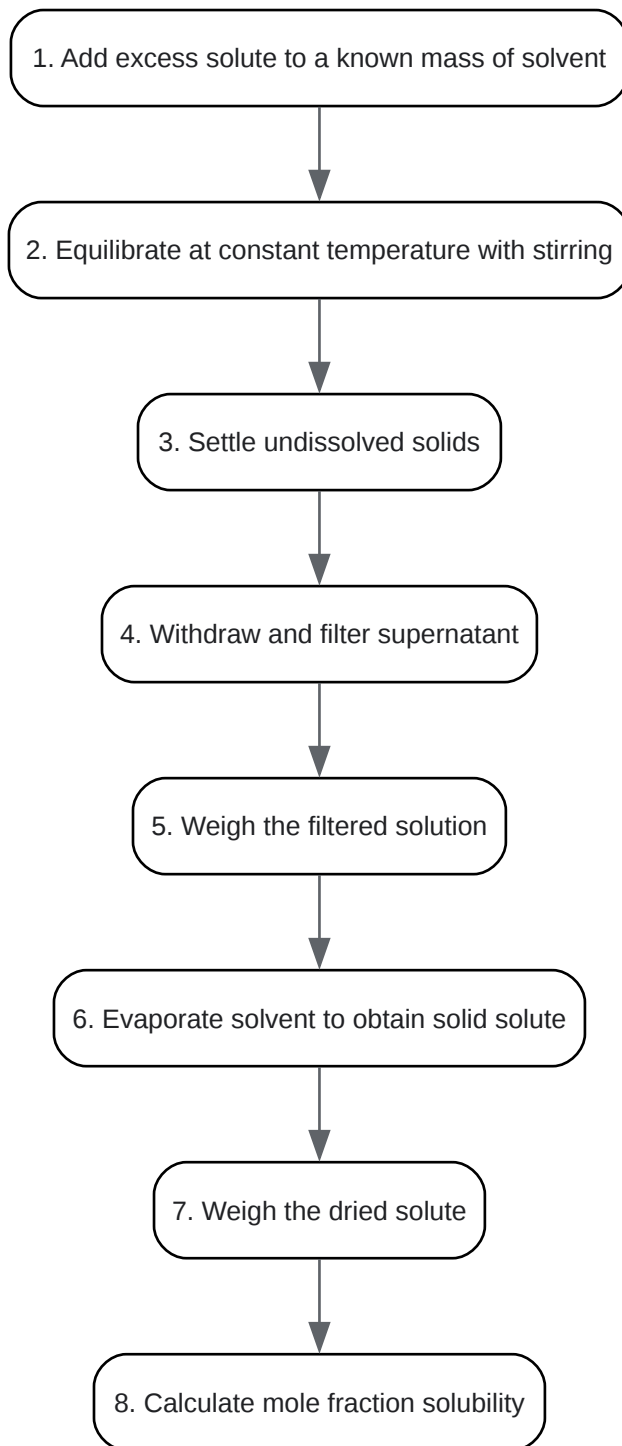 1. Add excess solute to a known mass of solvent
2. Equilibrate at constant temperature with stirring
3. Settle undissolved solids
4. Withdraw and filter supernatant
5. Weigh the filtered solution
6. Evaporate solvent to obtain solid solute
7. Weigh the dried solute
8. Calculate mole fraction solubility